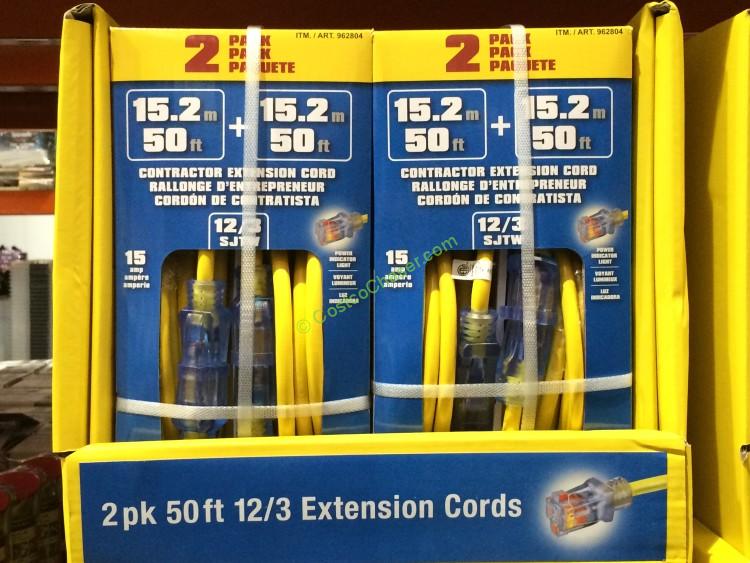 ITM. / ART. 962804
2 PACK
PACK
PAQUETE
15.2 m + 15.2 m
50 ft 50 ft
CONTRACTOR EXTENSION CORD
RALLONGE D'ENTREPRENEUR
CORDÓN DE CONTRATISTA
12/3
SJTW
15
amp
ampère
amperio
POWER
INDICATOR
LIGHT
VOYANT
LUMINEUX
LUZ
INDICADORA
ITM. / ART. 962804
2 PACK
PACK
PAQUETE
15.2 m + 15.2 m
50 ft 50 ft
CONTRACTOR EXTENSION CORD
RALLONGE D'ENTREPRENEUR
CORDÓN DE CONTRATISTA
12/3
SJTW
15
amp
ampère
amperio
POWER
INDICATOR
LIGHT
VOYANT
LUMINEUX
LUZ
INDICADORA
© CostcoChaser.com
2pk 50ft 12/3 Extension Cords